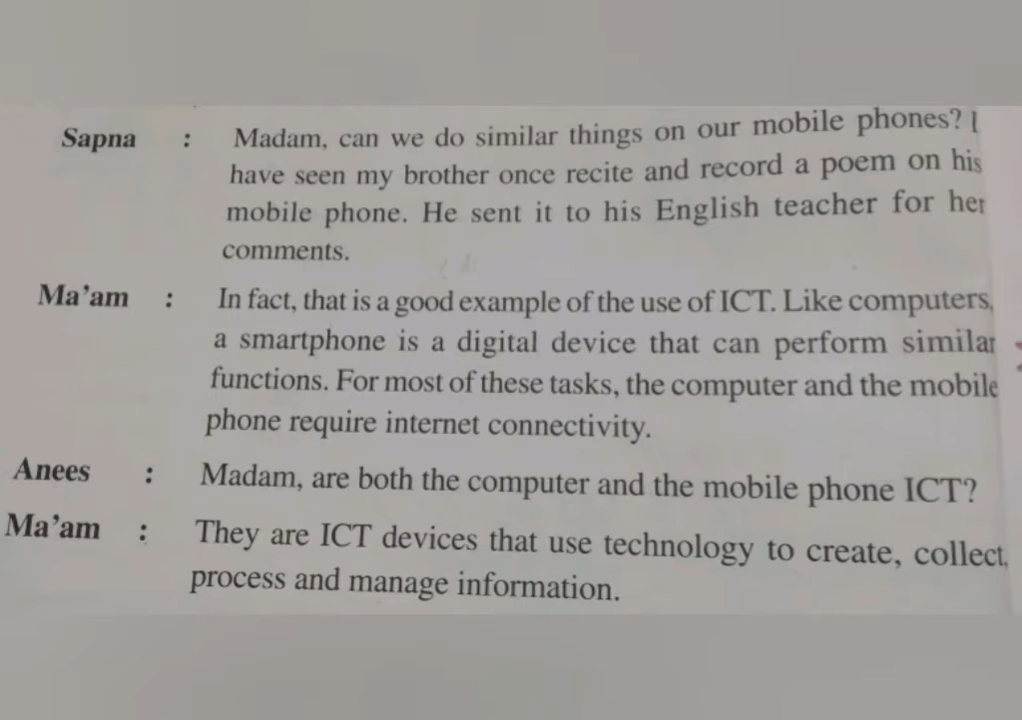 Sapna : Madam, can we do similar things on our mobile phones? I
have seen my brother once recite and record a poem on his
mobile phone. He sent it to his English teacher for her
comments.
Ma'am : In fact, that is a good example of the use of ICT. Like computers,
a smartphone is a digital device that can perform similar
functions. For most of these tasks, the computer and the mobile
phone require internet connectivity.
Anees : Madam, are both the computer and the mobile phone ICT?
Ma'am : They are ICT devices that use technology to create, collect,
process and manage information.